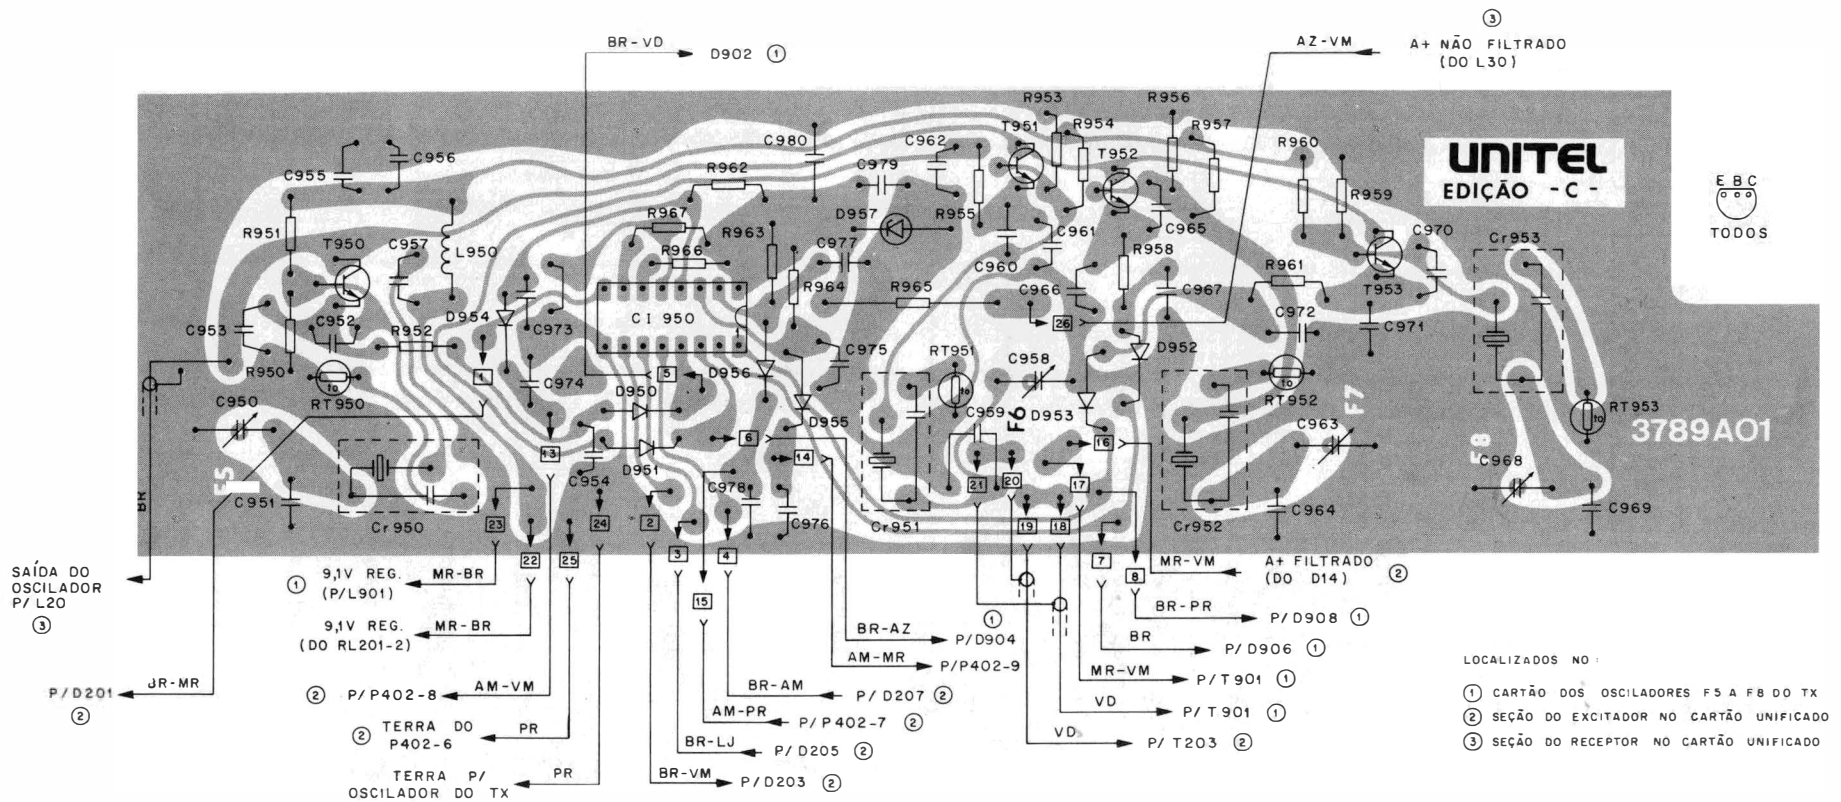 BR-VD
D902 ①
AZ-VM
③
A+ NÃO FILTRADO
(DO L30)
C955
C956
R962
C980
C979
C962
R953
T951
R954
T952
R956
R957
R960
R959
UNITEL
EDIÇÃO -C-
E B C
TODOS
R951
T950
C957
L950
R967
R966
R963
D957
R955
C977
R964
R965
C960
C961
R958
C965
C966
C967
R961
C970
T953
Cr953
C953
C952
R952
D954
C973
CI 950
1
26
C972
C971
R950
RT950
1
C974
5
D956
C975
RT951
to
C958
D952
RT952
to
C950
to
D950
D955
C959
F6
D953
F7
C963
RT953
to
3789A01
F5
13
D951
C954
6
14
16
F8
C968
C951
Cr950
C978
C976
Cr951
21
20
17
Cr952
C964
C969
BR
23
24
2
19
18
22
25
3
4
7
8
15
SAÍDA DO
OSCILADOR
P/ L20
③
① 9,1V REG.
(P/L901)
MR-BR
9,1V REG.
(DO RL201-2)
MR-BR
P/D201
②
BR-MR
② P/P402-8
AM-VM
② TERRA DO
P402-6
PR
TERRA P/
OSCILADOR DO TX
PR
BR-VM
P/D203 ②
BR-LJ
P/D205 ②
AM-PR
P/P402-7 ②
BR-AM
P/D207 ②
BR-AZ
①
P/D904
AM-MR
P/P402-9
MR-VM
A+ FILTRADO
(DO D14)
②
BR-PR
P/D908 ①
BR
P/D906 ①
MR-VM
P/T901 ①
VD
P/T901 ①
VD
P/T203 ②
LOCALIZADOS NO :
① CARTÃO DOS OSCILADORES F5 A F8 DO TX
② SEÇÃO DO EXCITADOR NO CARTÃO UNIFICADO
③ SEÇÃO DO RECEPTOR NO CARTÃO UNIFICADO